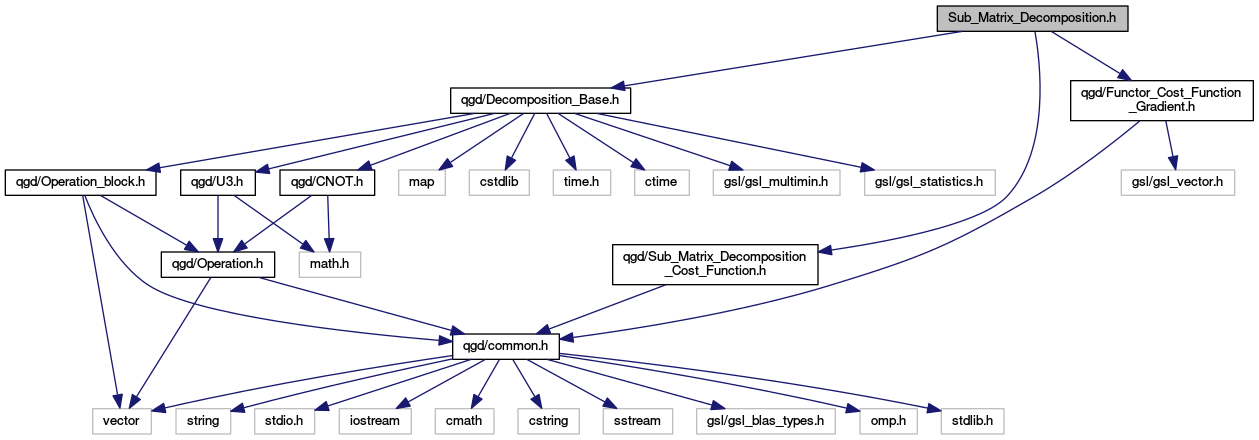 Sub_Matrix_Decomposition.h
qgd/Decomposition_Base.h
qgd/Functor_Cost_Function
_Gradient.h
qgd/Operation_block.h
qgd/U3.h
qgd/CNOT.h
map
cstdlib
time.h
ctime
gsl/gsl_multimin.h
gsl/gsl_statistics.h
gsl/gsl_vector.h
qgd/Operation.h
math.h
qgd/Sub_Matrix_Decomposition
_Cost_Function.h
qgd/common.h
vector
string
stdio.h
iostream
cmath
cstring
sstream
gsl/gsl_blas_types.h
omp.h
stdlib.h